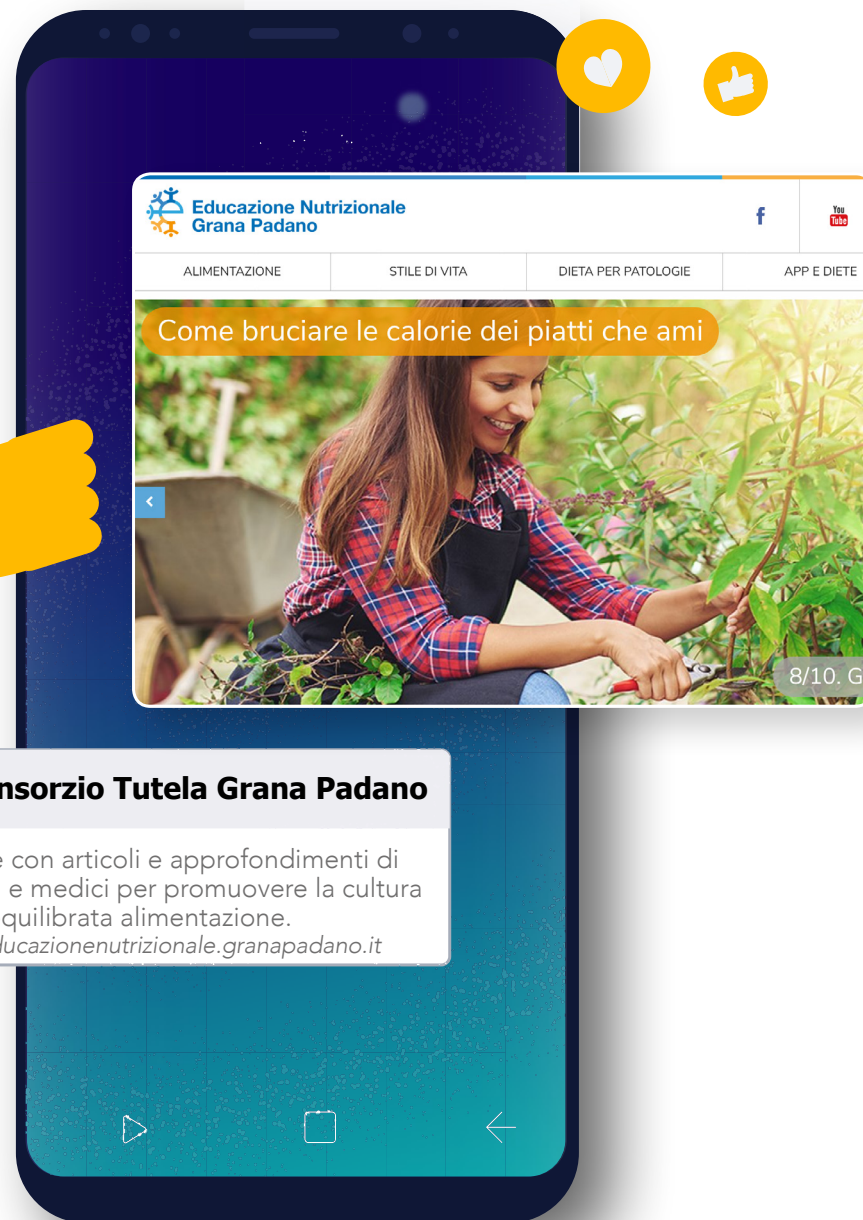 Educazione Nutrizionale
Grana Padano
f
You
Tube
ALIMENTAZIONE
STILE DI VITA
DIETA PER PATOLOGIE
APP E DIETE
Come bruciare le calorie dei piatti che ami
8/10. G
nsorzio Tutela Grana Padano
e con articoli e approfondimenti di
e medici per promuovere la cultura
quilibrata alimentazione.
ducazionenutrizionale.granapadano.it